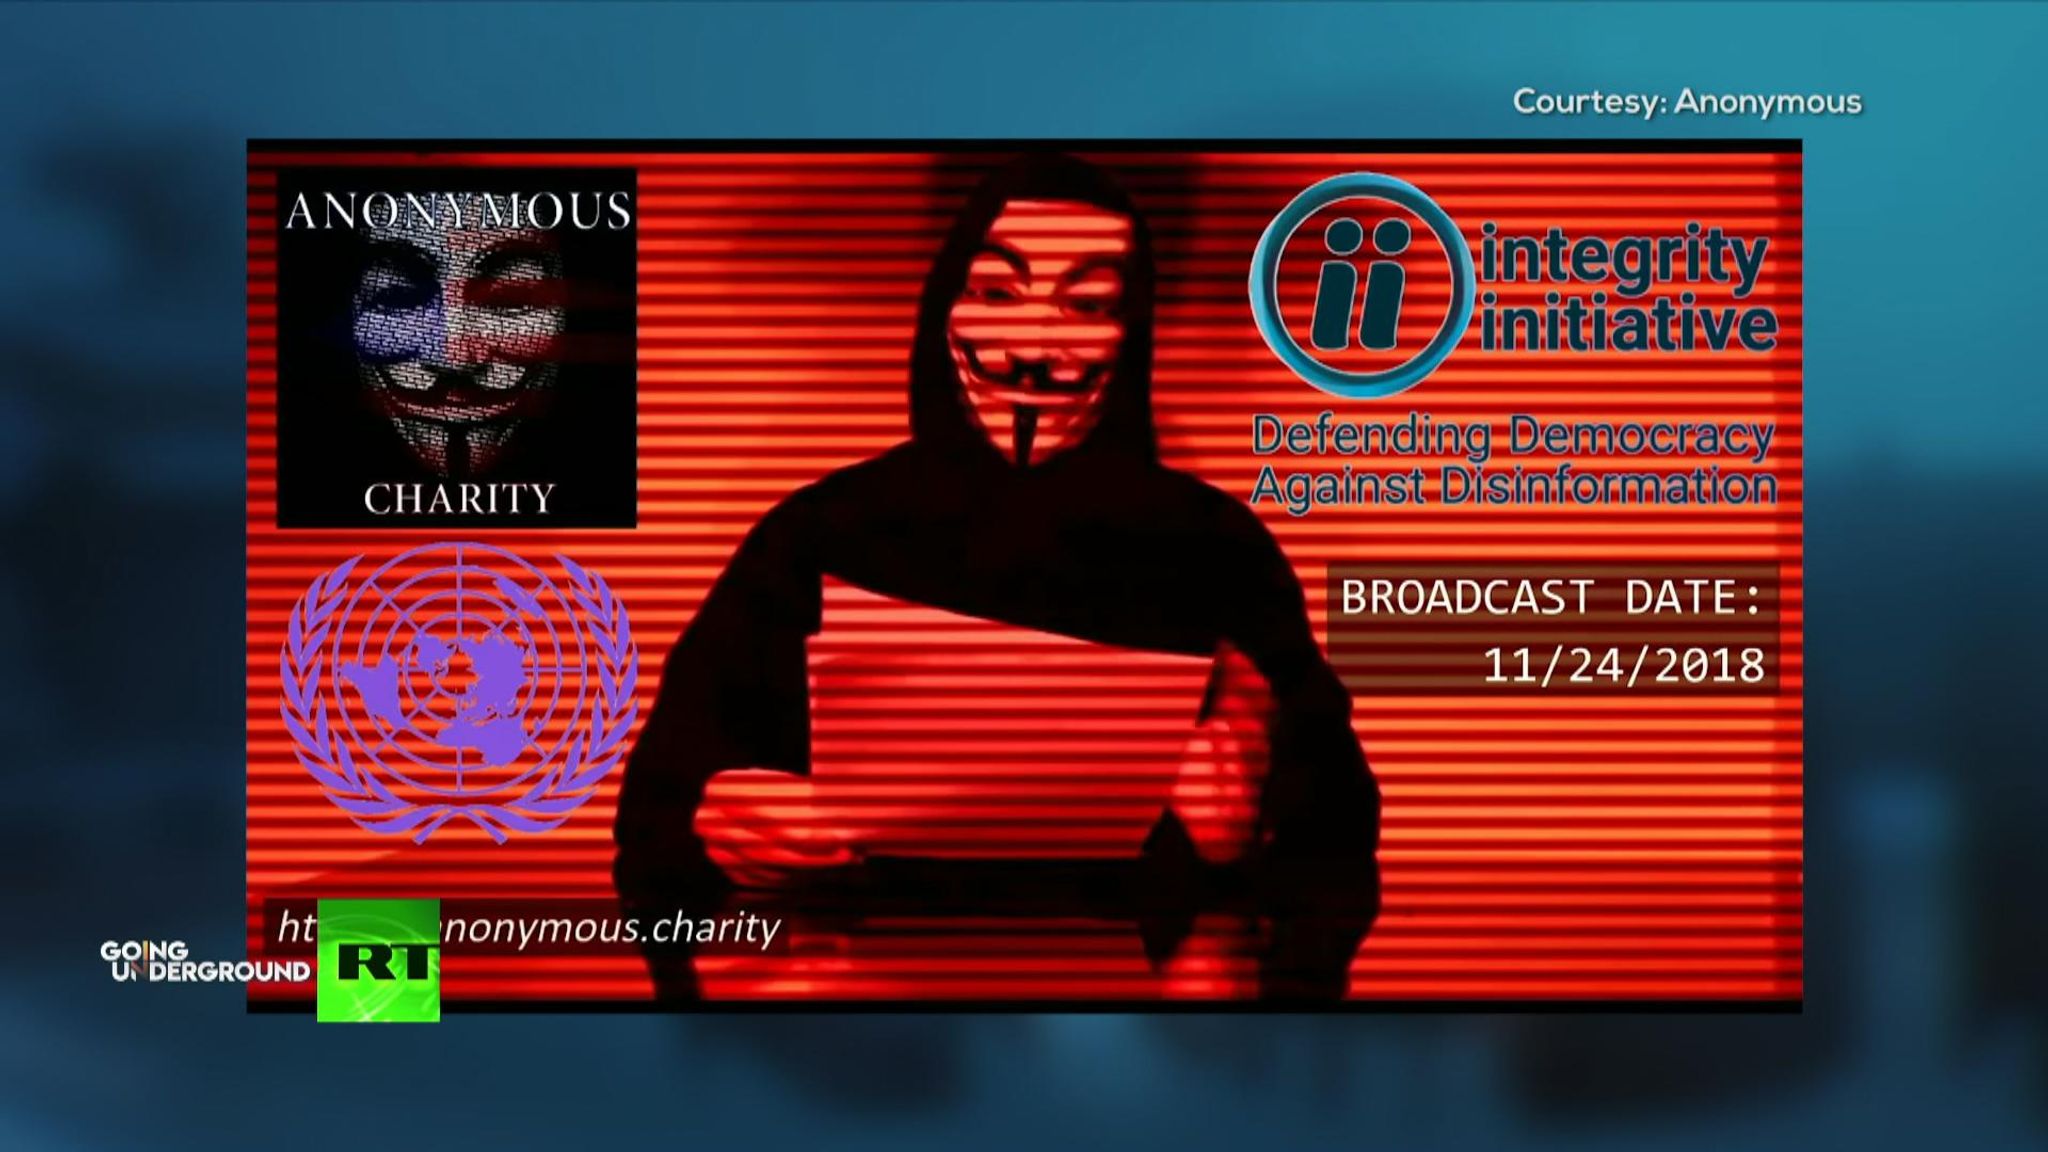 Courtesy: Anonymous
ANONYMOUS
CHARITY
ii
integrity
initiative
Defending Democracy
Against Disinformation
BROADCAST DATE:
11/24/2018
ht nonymous.charity
GOING
UNDERGROUND
RT